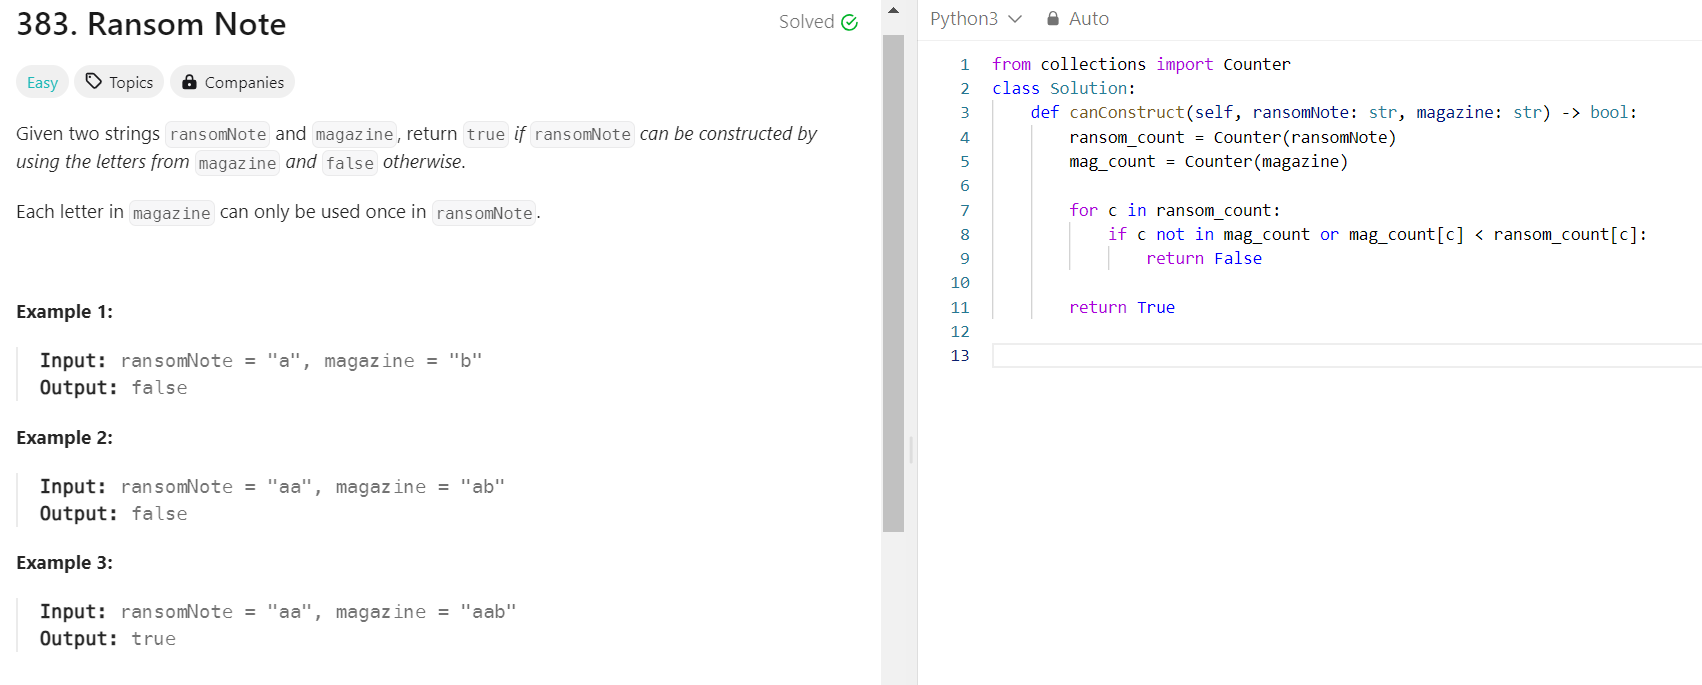 383. Ransom Note
Solved
Easy
Topics
Companies
Given two strings ransomNote and magazine, return true if ransomNote can be constructed by
using the letters from magazine and false otherwise.
Each letter in magazine can only be used once in ransomNote.
Example 1:
Input: ransomNote = "a", magazine = "b"
Output: false
Example 2:
Input: ransomNote = "aa", magazine = "ab"
Output: false
Example 3:
Input: ransomNote = "aa", magazine = "aab"
Output: true
Python3
Auto
1 from collections import Counter
2 class Solution:
3     def canConstruct(self, ransomNote: str, magazine: str) -> bool:
4         ransom_count = Counter(ransomNote)
5         mag_count = Counter(magazine)
6
7         for c in ransom_count:
8             if c not in mag_count or mag_count[c] < ransom_count[c]:
9                 return False
10
11         return True
12
13